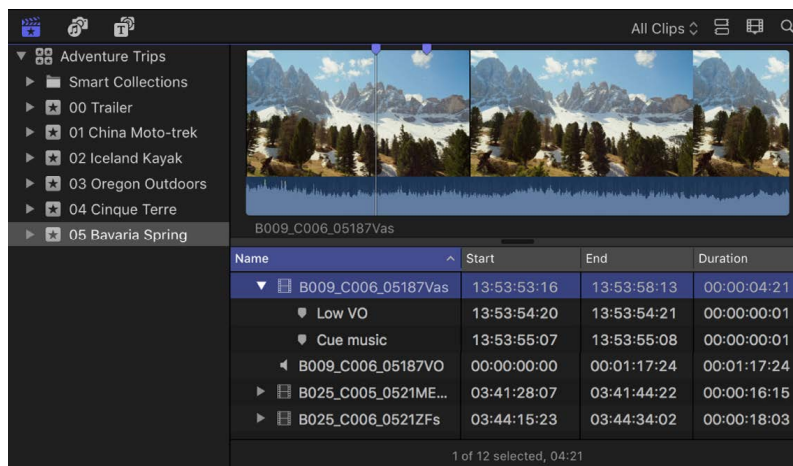 All Clips
Adventure Trips
Smart Collections
00 Trailer
01 China Moto-trek
02 Iceland Kayak
03 Oregon Outdoors
04 Cinque Terre
05 Bavaria Spring
B009_C006_05187Vas
Name Start End Duration
B009_C006_05187Vas 13:53:53:16 13:53:58:13 00:00:04:21
Low VO 13:53:54:20 13:53:54:21 00:00:00:01
Cue music 13:53:55:07 13:53:55:08 00:00:00:01
B009_C006_05187VO 00:00:00:00 00:01:17:24 00:01:17:24
B025_C005_0521ME... 03:41:28:07 03:41:44:22 00:00:16:15
B025_C006_0521ZFs 03:44:15:23 03:44:34:02 00:00:18:03
1 of 12 selected, 04:21